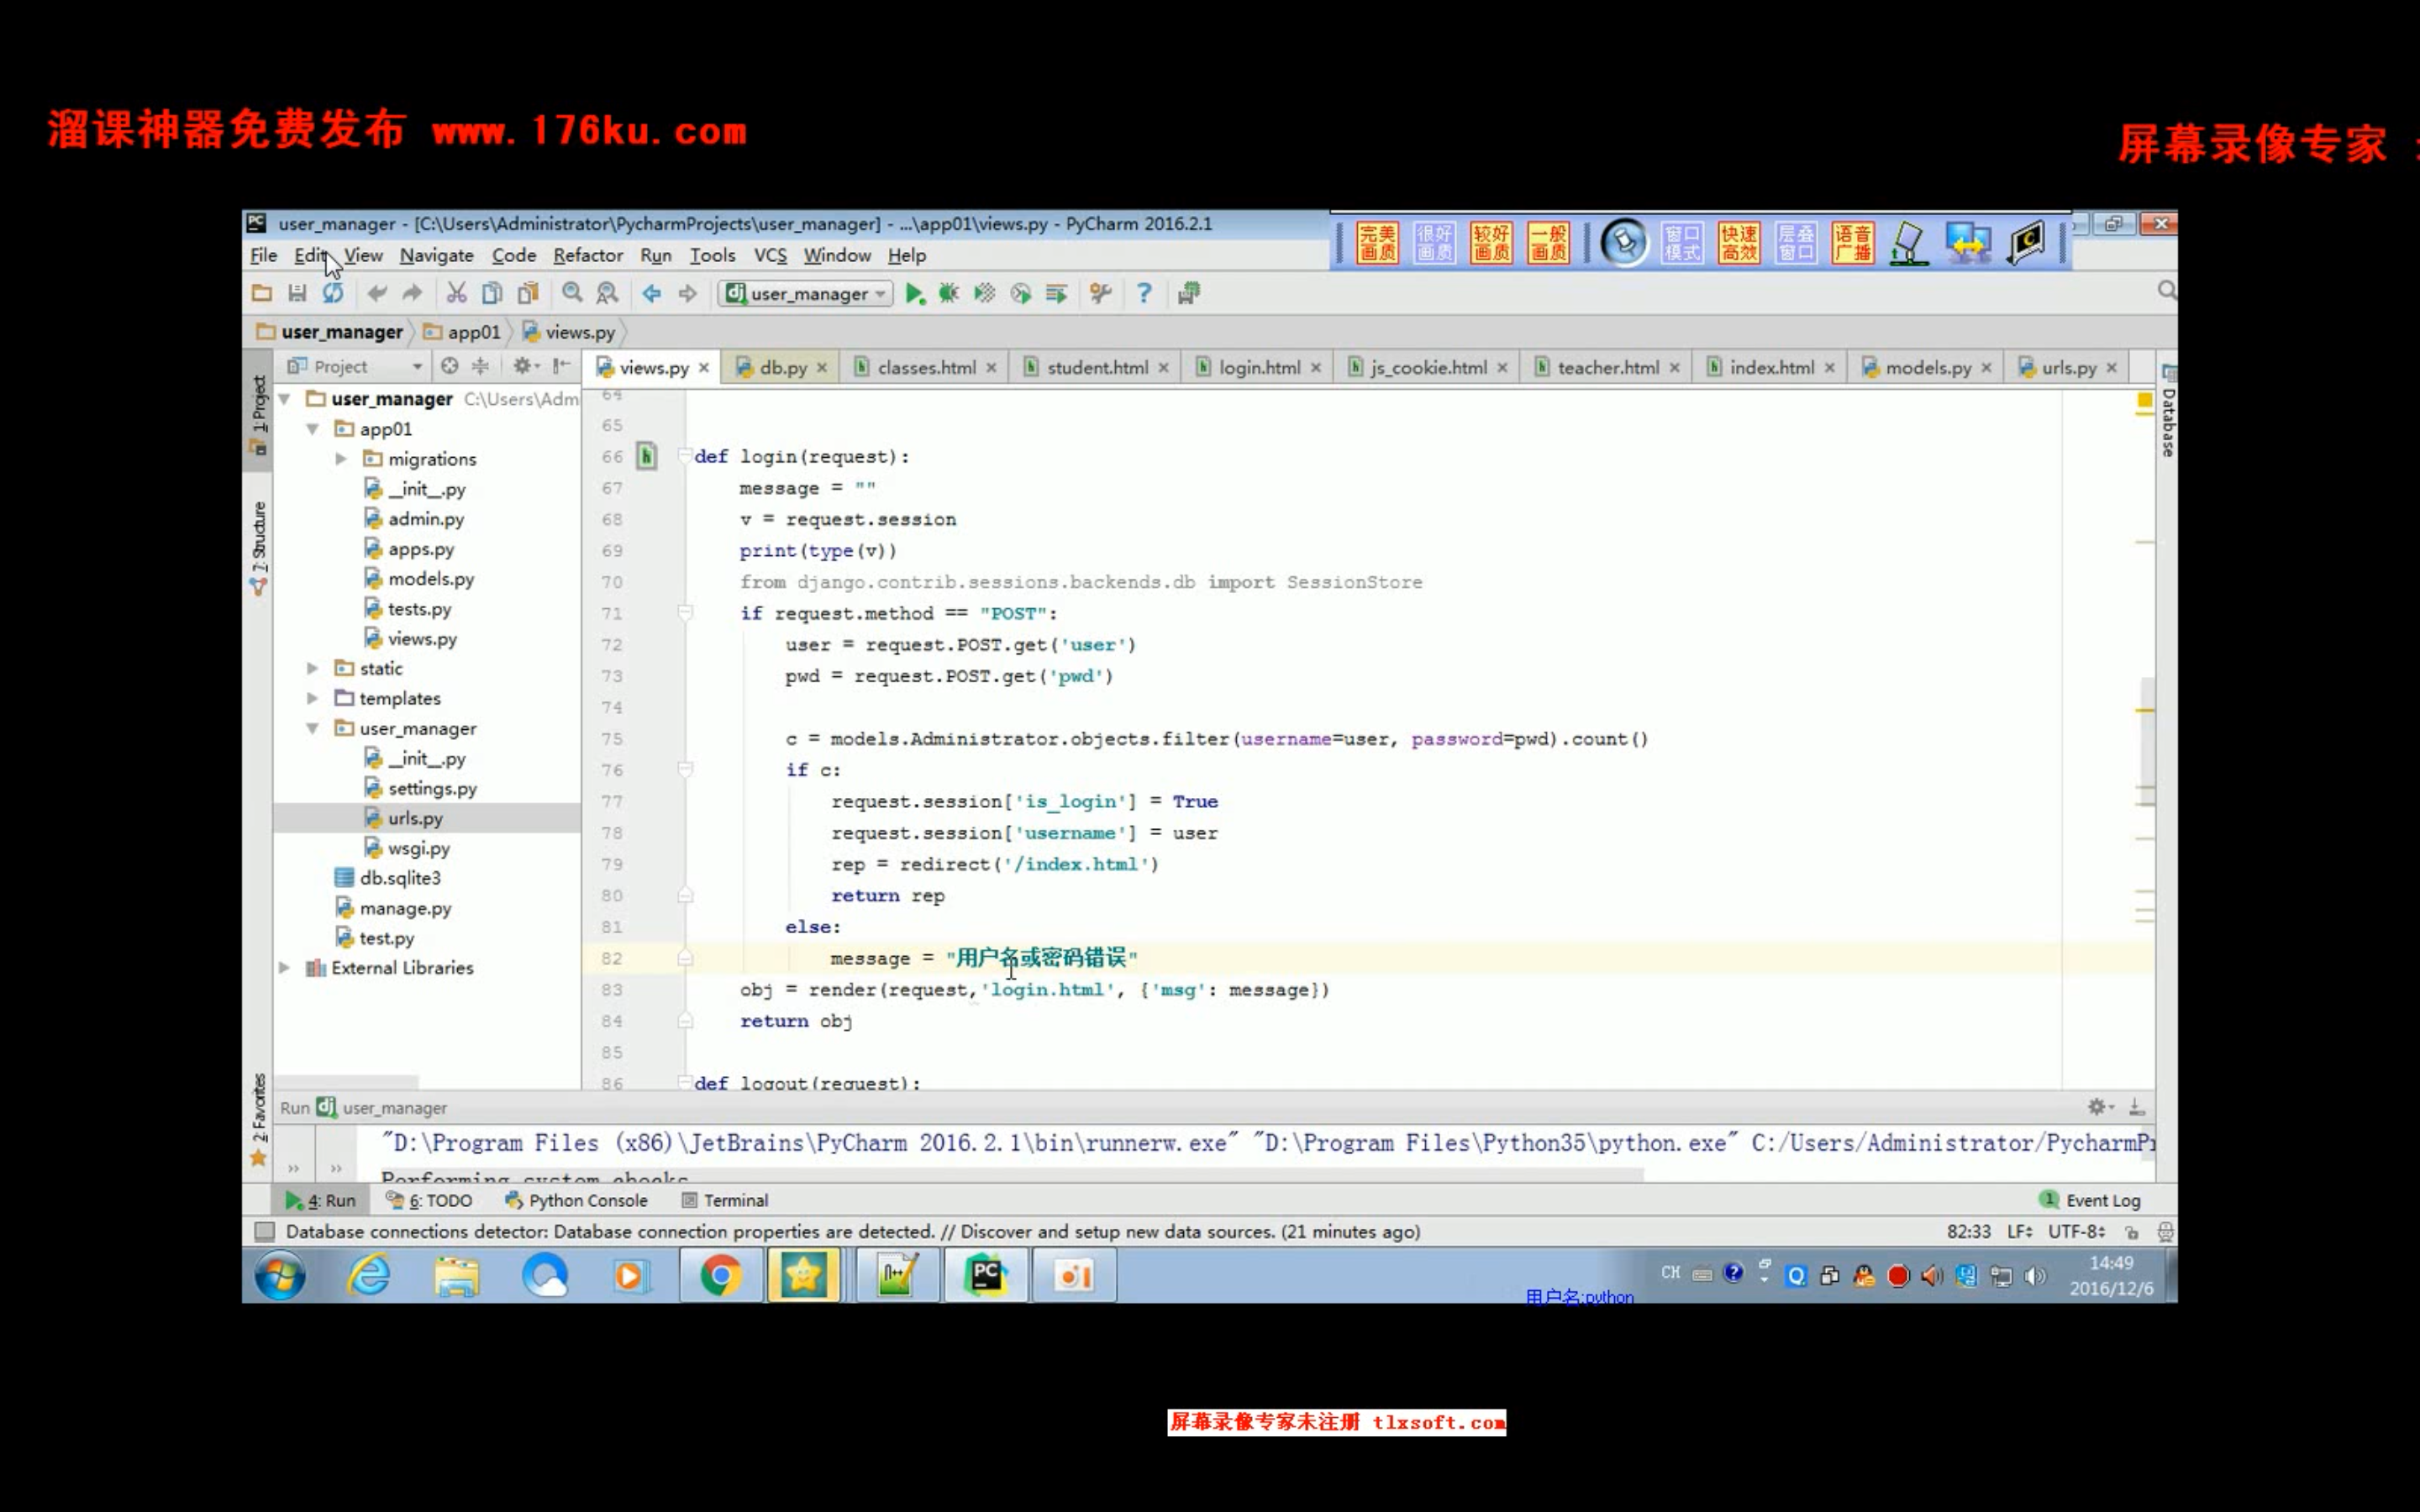 溜课神器免费发布 www.176ku.com
屏幕录像专家
user_manager - [C:\Users\Administrator\PycharmProjects\user_manager] - ...\app01\views.py - PyCharm 2016.2.1
完美画质 很好画质 较好画质 一般画质 窗口模式 快速高效 层叠窗口 语音广播
File Edit View Navigate Code Refactor Run Tools VCS Window Help
user_manager
user_manager app01 views.py
Project
views.py db.py classes.html student.html login.html js_cookie.html teacher.html index.html models.py urls.py
1: Project
7: Structure
2: Favorites
Database
user_manager C:\Users\Adm
app01
migrations
__init__.py
admin.py
apps.py
models.py
tests.py
views.py
static
templates
user_manager
__init__.py
settings.py
urls.py
wsgi.py
db.sqlite3
manage.py
test.py
External Libraries
64
65
66 def login(request):
67 message = ""
68 v = request.session
69 print(type(v))
70 from django.contrib.sessions.backends.db import SessionStore
71 if request.method == "POST":
72 user = request.POST.get('user')
73 pwd = request.POST.get('pwd')
74
75 c = models.Administrator.objects.filter(username=user, password=pwd).count()
76 if c:
77 request.session['is_login'] = True
78 request.session['username'] = user
79 rep = redirect('/index.html')
80 return rep
81 else:
82 message = "用户名或密码错误"
83 obj = render(request,'login.html', {'msg': message})
84 return obj
85
86 def logout(request):
Run user_manager
"D:\Program Files (x86)\JetBrains\PyCharm 2016.2.1\bin\runnerw.exe" "D:\Program Files\Python35\python.exe" C:/Users/Administrator/PycharmPr
Performing system checks
4: Run 6: TODO Python Console Terminal 1 Event Log
Database connections detector: Database connection properties are detected. // Discover and setup new data sources. (21 minutes ago) 82:33 LF UTF-8
CH 14:49
2016/12/6
用户名:python
屏幕录像专家未注册 tlxsoft.com